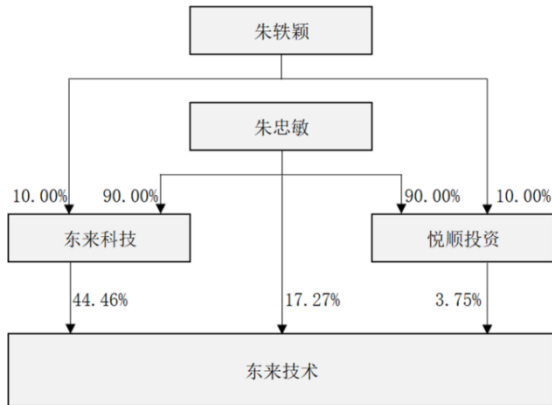 朱轶颖
朱忠敏
10.00%
90.00%
90.00%
10.00%
东来科技
悦顺投资
44.46%
17.27%
3.75%
东来技术